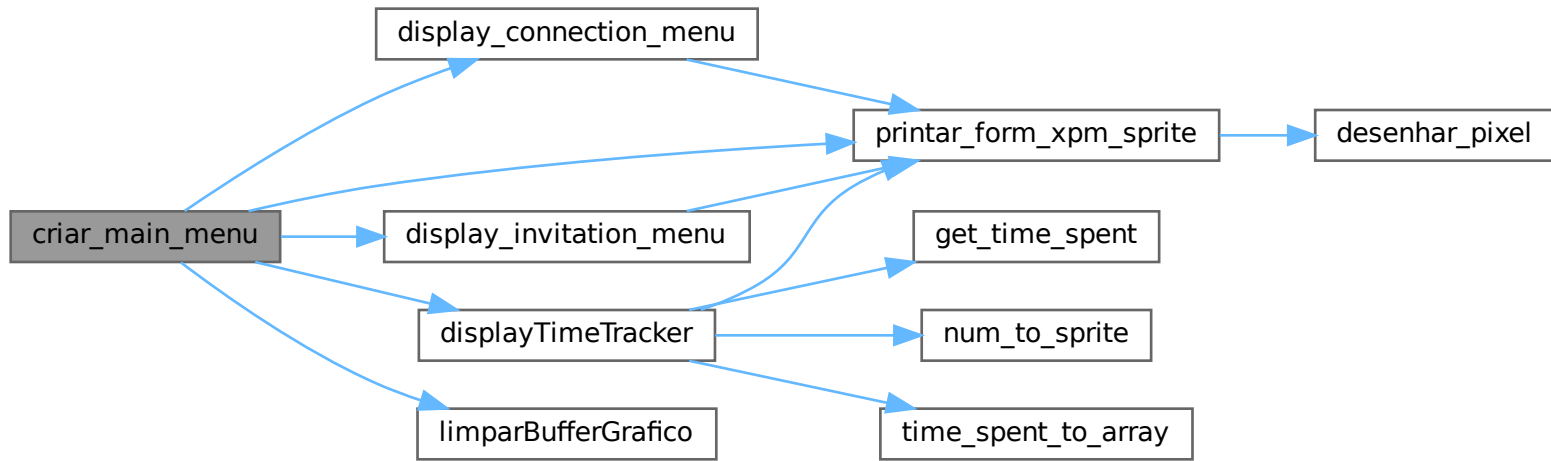 display_connection_menu
printar_form_xpm_sprite
desenhar_pixel
criar_main_menu
display_invitation_menu
get_time_spent
displayTimeTracker
num_to_sprite
limparBufferGrafico
time_spent_to_array